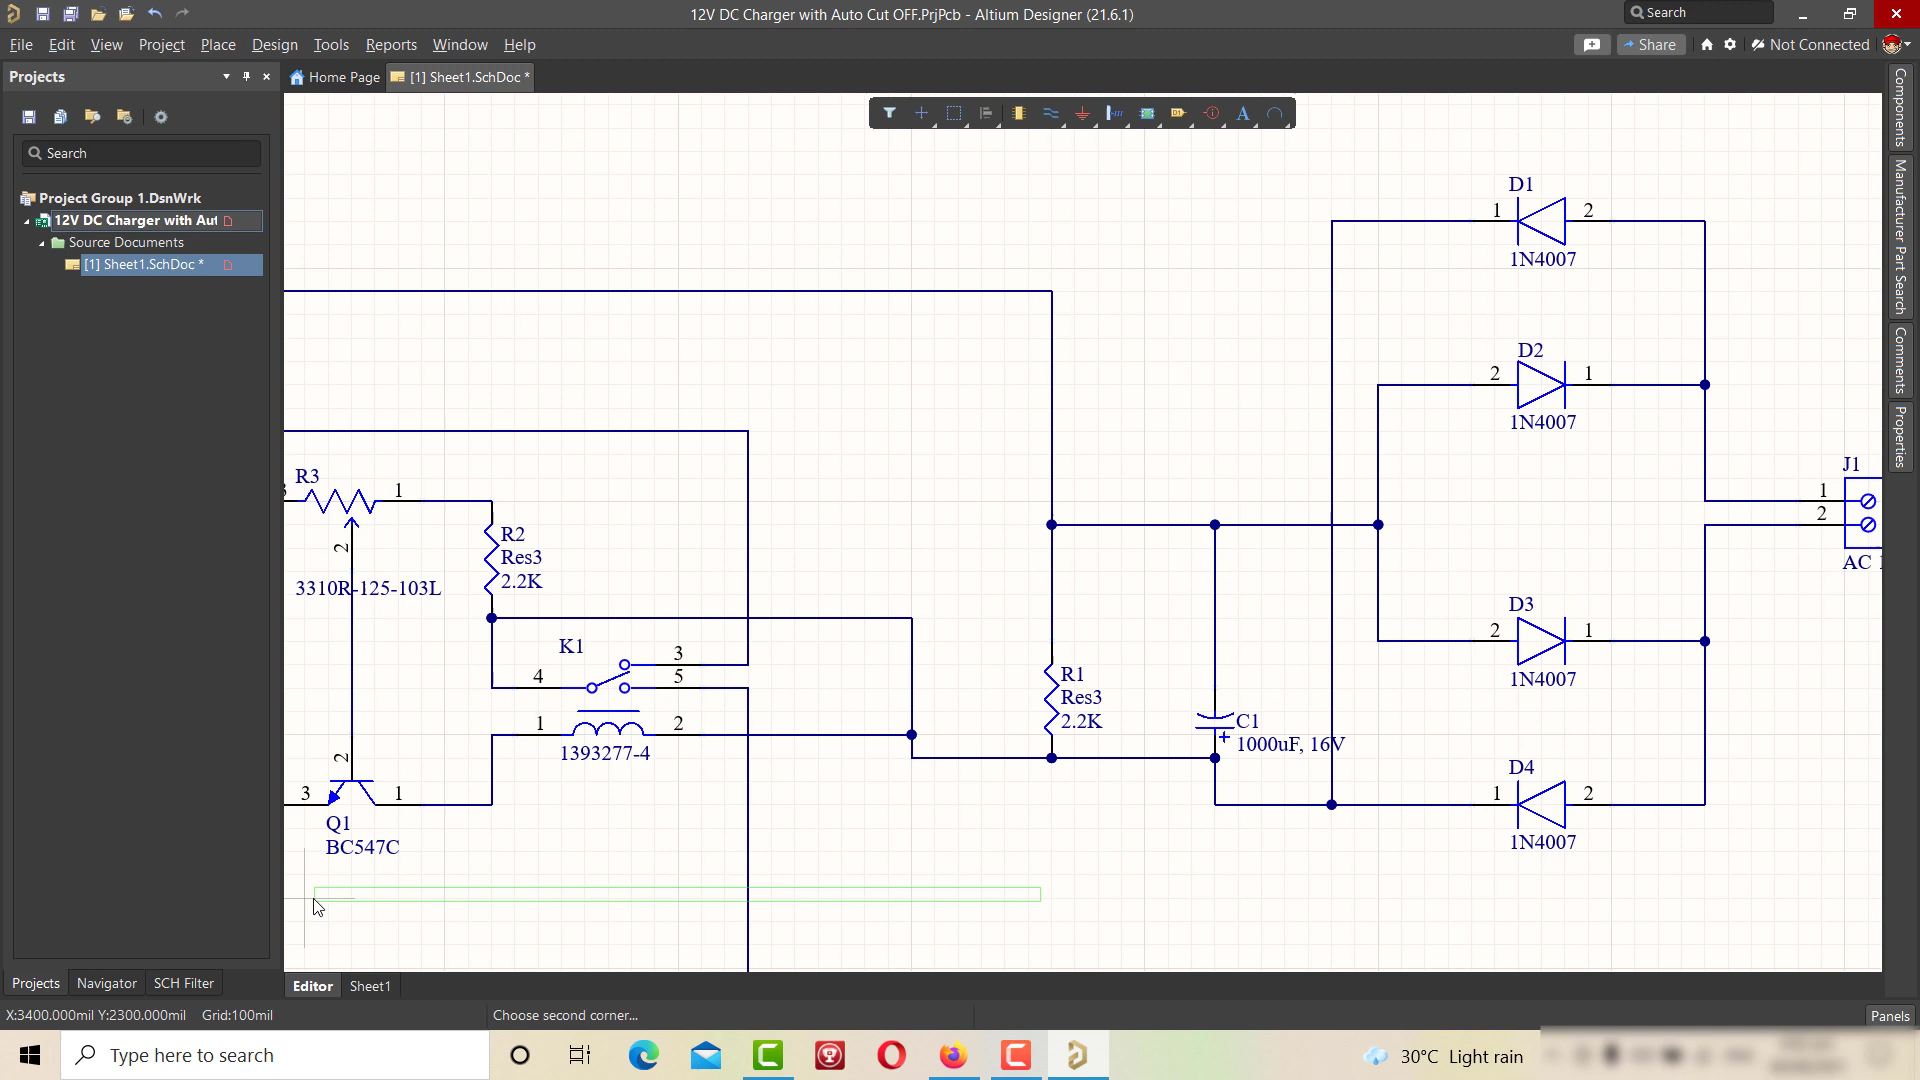 12V DC Charger with Auto Cut OFF.PrjPcb - Altium Designer (21.6.1)
Search
File Edit View Project Place Design Tools Reports Window Help
Share
Not Connected
Projects
Home Page
[1] Sheet1.SchDoc *
Search
Project Group 1.DsnWrk
12V DC Charger with Aut
Source Documents
[1] Sheet1.SchDoc *
Components
Manufacturer Part Search
Comments
Properties
D1
1 2
1N4007
D2
2 1
1N4007
J1
1
2
AC
R3
1
2
3310R-125-103L
R2
Res3
2.2K
K1
3
4 5
1 2
1393277-4
D3
2 1
1N4007
R1
Res3
2.2K
C1
1000uF, 16V
2
3 1
Q1
BC547C
D4
1 2
1N4007
Projects Navigator SCH Filter
Editor Sheet1
X:3400.000mil Y:2300.000mil Grid:100mil
Choose second corner...
Panels
Type here to search
30°C Light rain